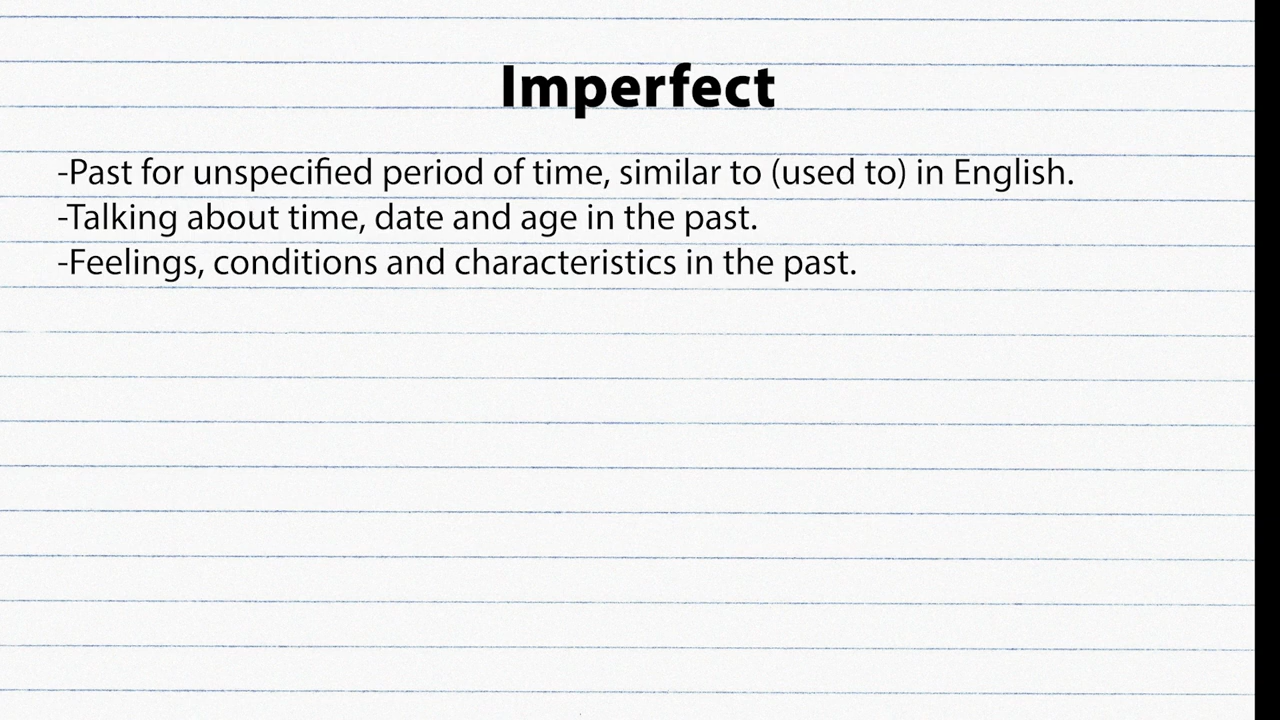 Imperfect
-Past for unspecified period of time, similar to (used to) in English.
-Talking about time, date and age in the past.
-Feelings, conditions and characteristics in the past.